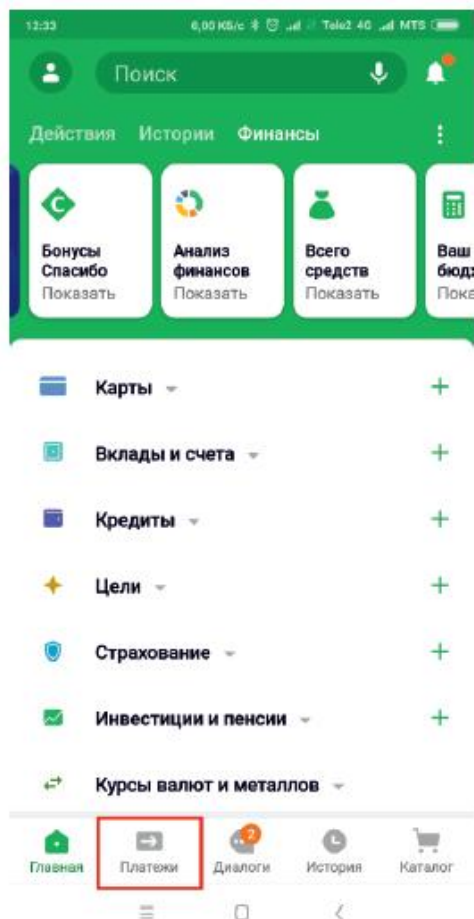 12:33 0,00 КБ/с Tele2 4G MTS
Поиск
Действия Истории Финансы
Бонусы
Спасибо
Показать
Анализ
финансов
Показать
Всего
средств
Показать
Ваш
бюдж
Пока
Карты
Вклады и счета
Кредиты
Цели
Страхование
Инвестиции и пенсии
Курсы валют и металлов
2
Главная Платежи Диалоги История Каталог